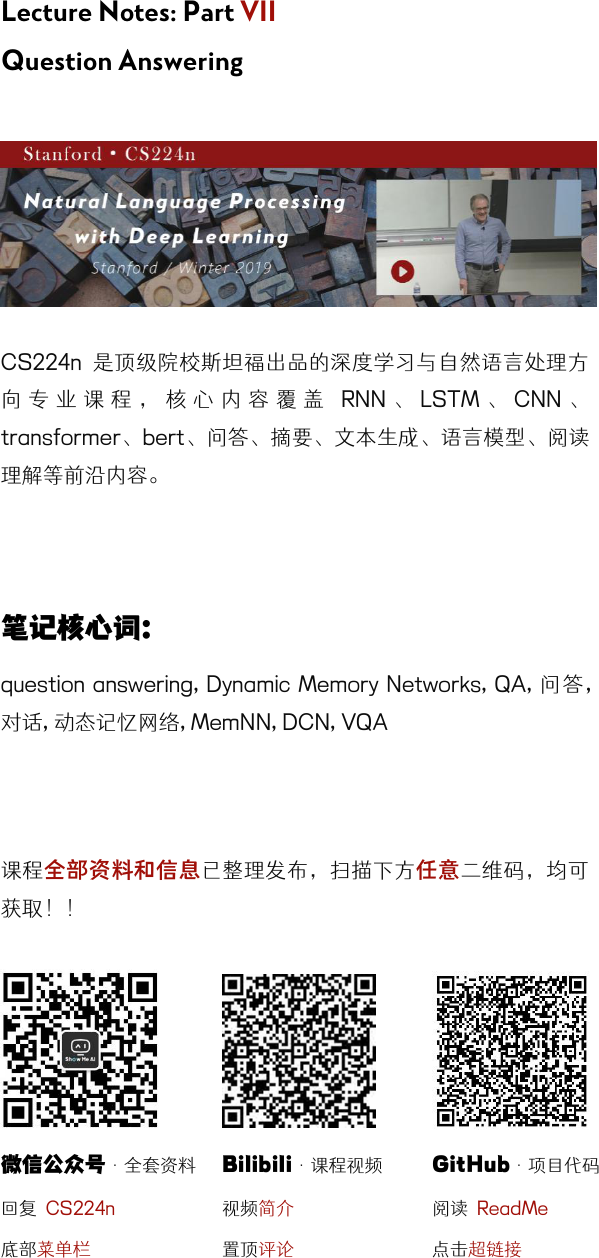 Lecture Notes: Part VII
Question Answering
Stanford • CS224n
Natural Language Processing
with Deep Learning
Stanford / Winter 2019
CS224n 是顶级院校斯坦福出品的深度学习与自然语言处理方
向专业课程，核心内容覆盖 RNN、LSTM、CNN、
transformer、bert、问答、摘要、文本生成、语言模型、阅读
理解等前沿内容。
笔记核心词:
question answering, Dynamic Memory Networks, QA, 问答,
对话, 动态记忆网络, MemNN, DCN, VQA
课程全部资料和信息已整理发布，扫描下方任意二维码，均可
获取！！
Show Me AI
微信公众号 · 全套资料
Bilibili · 课程视频
GitHub · 项目代码
回复 CS224n
视频简介
阅读 ReadMe
底部菜单栏
置顶评论
点击超链接